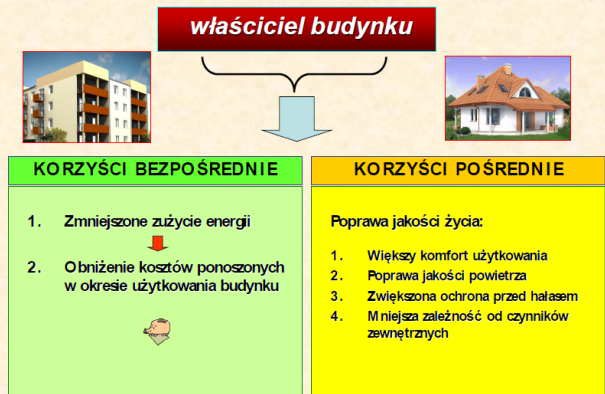 właściciel budynku
KORZYŚCI BEZPOŚREDNIE
1. Zmniejszone zużycie energii
2. Obniżenie kosztów ponoszonych
w okresie użytkowania budynku
KORZYŚCI POŚREDNIE
Poprawa jakości życia:
1. Większy komfort użytkowania
2. Poprawa jakości powietrza
3. Zwiększona ochrona przed hałasem
4. Mniejsza zależność od czynników
zewnętrznych